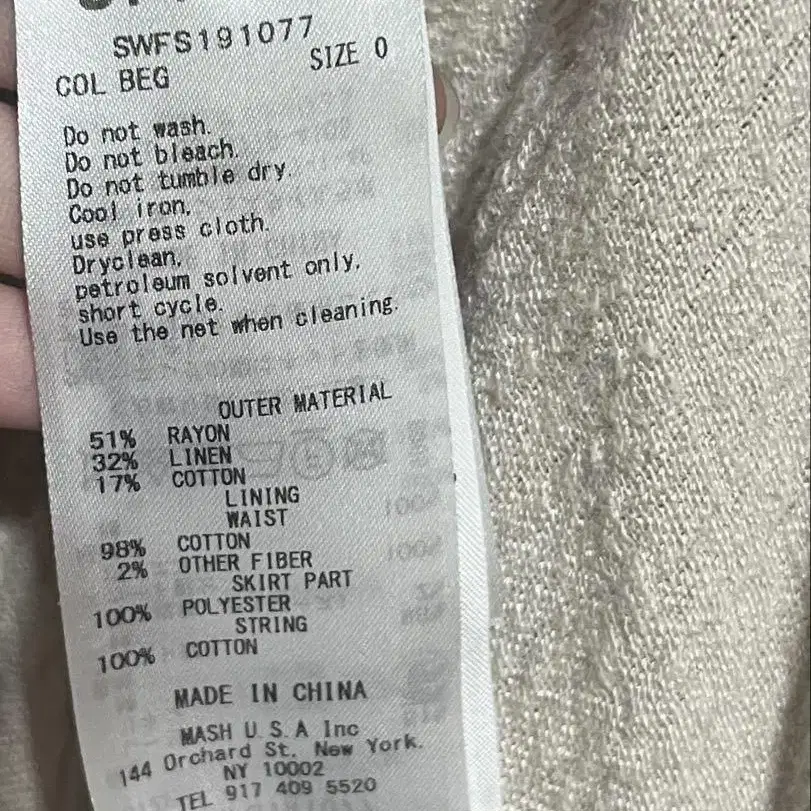 SWFS191077
COL BEG SIZE 0
Do not wash.
Do not bleach.
Do not tumble dry.
Cool iron.
use press cloth.
Dryclean.
petroleum solvent only.
short cycle.
Use the net when cleaning.
OUTER MATERIAL
51% RAYON
32% LINEN
17% COTTON
LINING
WAIST
98% COTTON
2% OTHER FIBER
SKIRT PART
100% POLYESTER
STRING
100% COTTON
MADE IN CHINA
MASH U.S.A Inc
144 Orchard St. New York.
NY 10002
TEL 917 409 5520